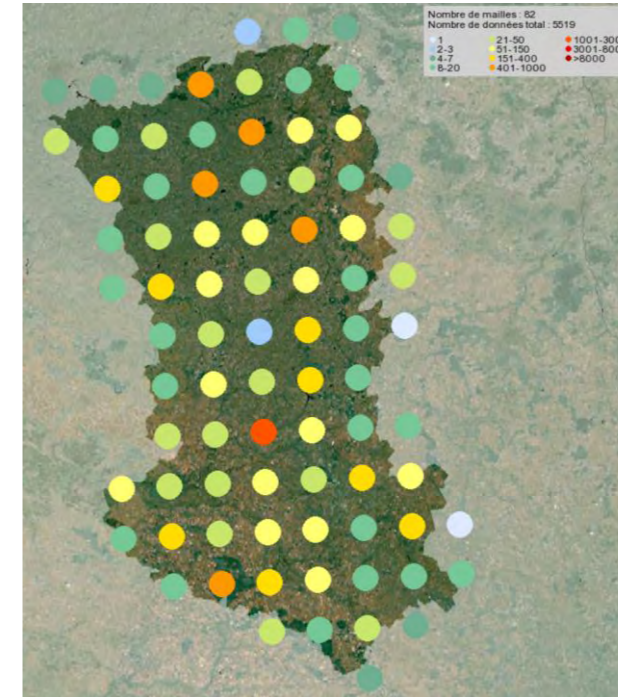 Nombre de mailles : 82
Nombre de données total : 5519
1 21-50 1001-300
2-3 51-150 3001-800
4-7 151-400 >8000
8-20 401-1000